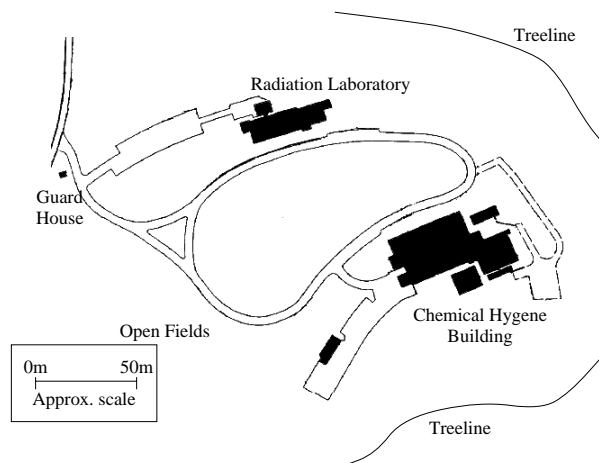 Treeline
Radiation Laboratory
Guard
House
Chemical Hygene
Building
Open Fields
0m 50m
Approx. scale
Treeline